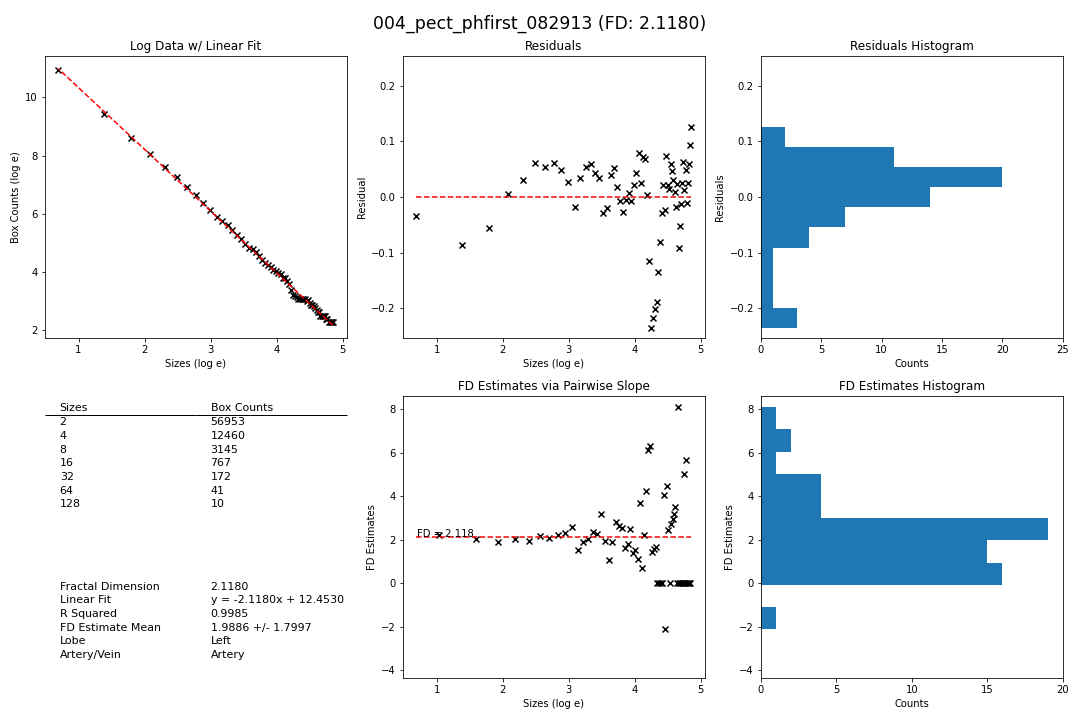 004_pect_phfirst_082913 (FD: 2.1180)
Log Data w/ Linear Fit
Box Counts (log e)
10
8
6
4
2
1 2 3 4 5
Sizes (log e)
Residuals
Residual
0.2
0.1
0.0
−0.1
−0.2
1 2 3 4 5
Sizes (log e)
Residuals Histogram
Residuals
0.2
0.1
0.0
−0.1
−0.2
0 5 10 15 20 25
Counts
Sizes Box Counts
2 56953
4 12460
8 3145
16 767
32 172
64 41
128 10
Fractal Dimension 2.1180
Linear Fit y = -2.1180x + 12.4530
R Squared 0.9985
FD Estimate Mean 1.9886 +/- 1.7997
Lobe Left
Artery/Vein Artery
FD Estimates via Pairwise Slope
FD Estimates
8
6
4
2
0
−2
−4
FD = 2.118
1 2 3 4 5
Sizes (log e)
FD Estimates Histogram
FD Estimates
8
6
4
2
0
−2
−4
0 5 10 15 20
Counts